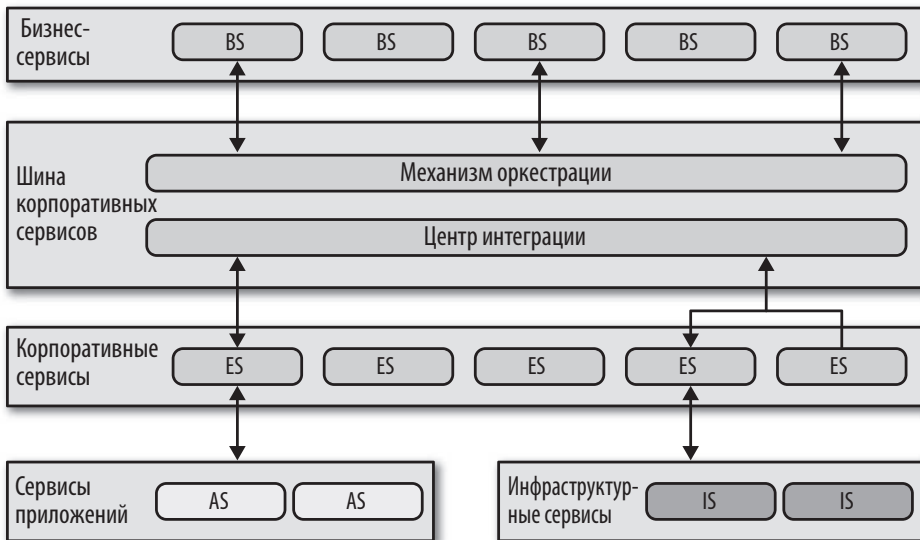 Бизнес-
сервисы
BS BS BS BS BS
Механизм оркестрации
Шина
корпоративных
сервисов
Центр интеграции
Корпоративные
сервисы
ES ES ES ES ES
Сервисы
приложений
AS AS
Инфраструктур-
ные сервисы
IS IS